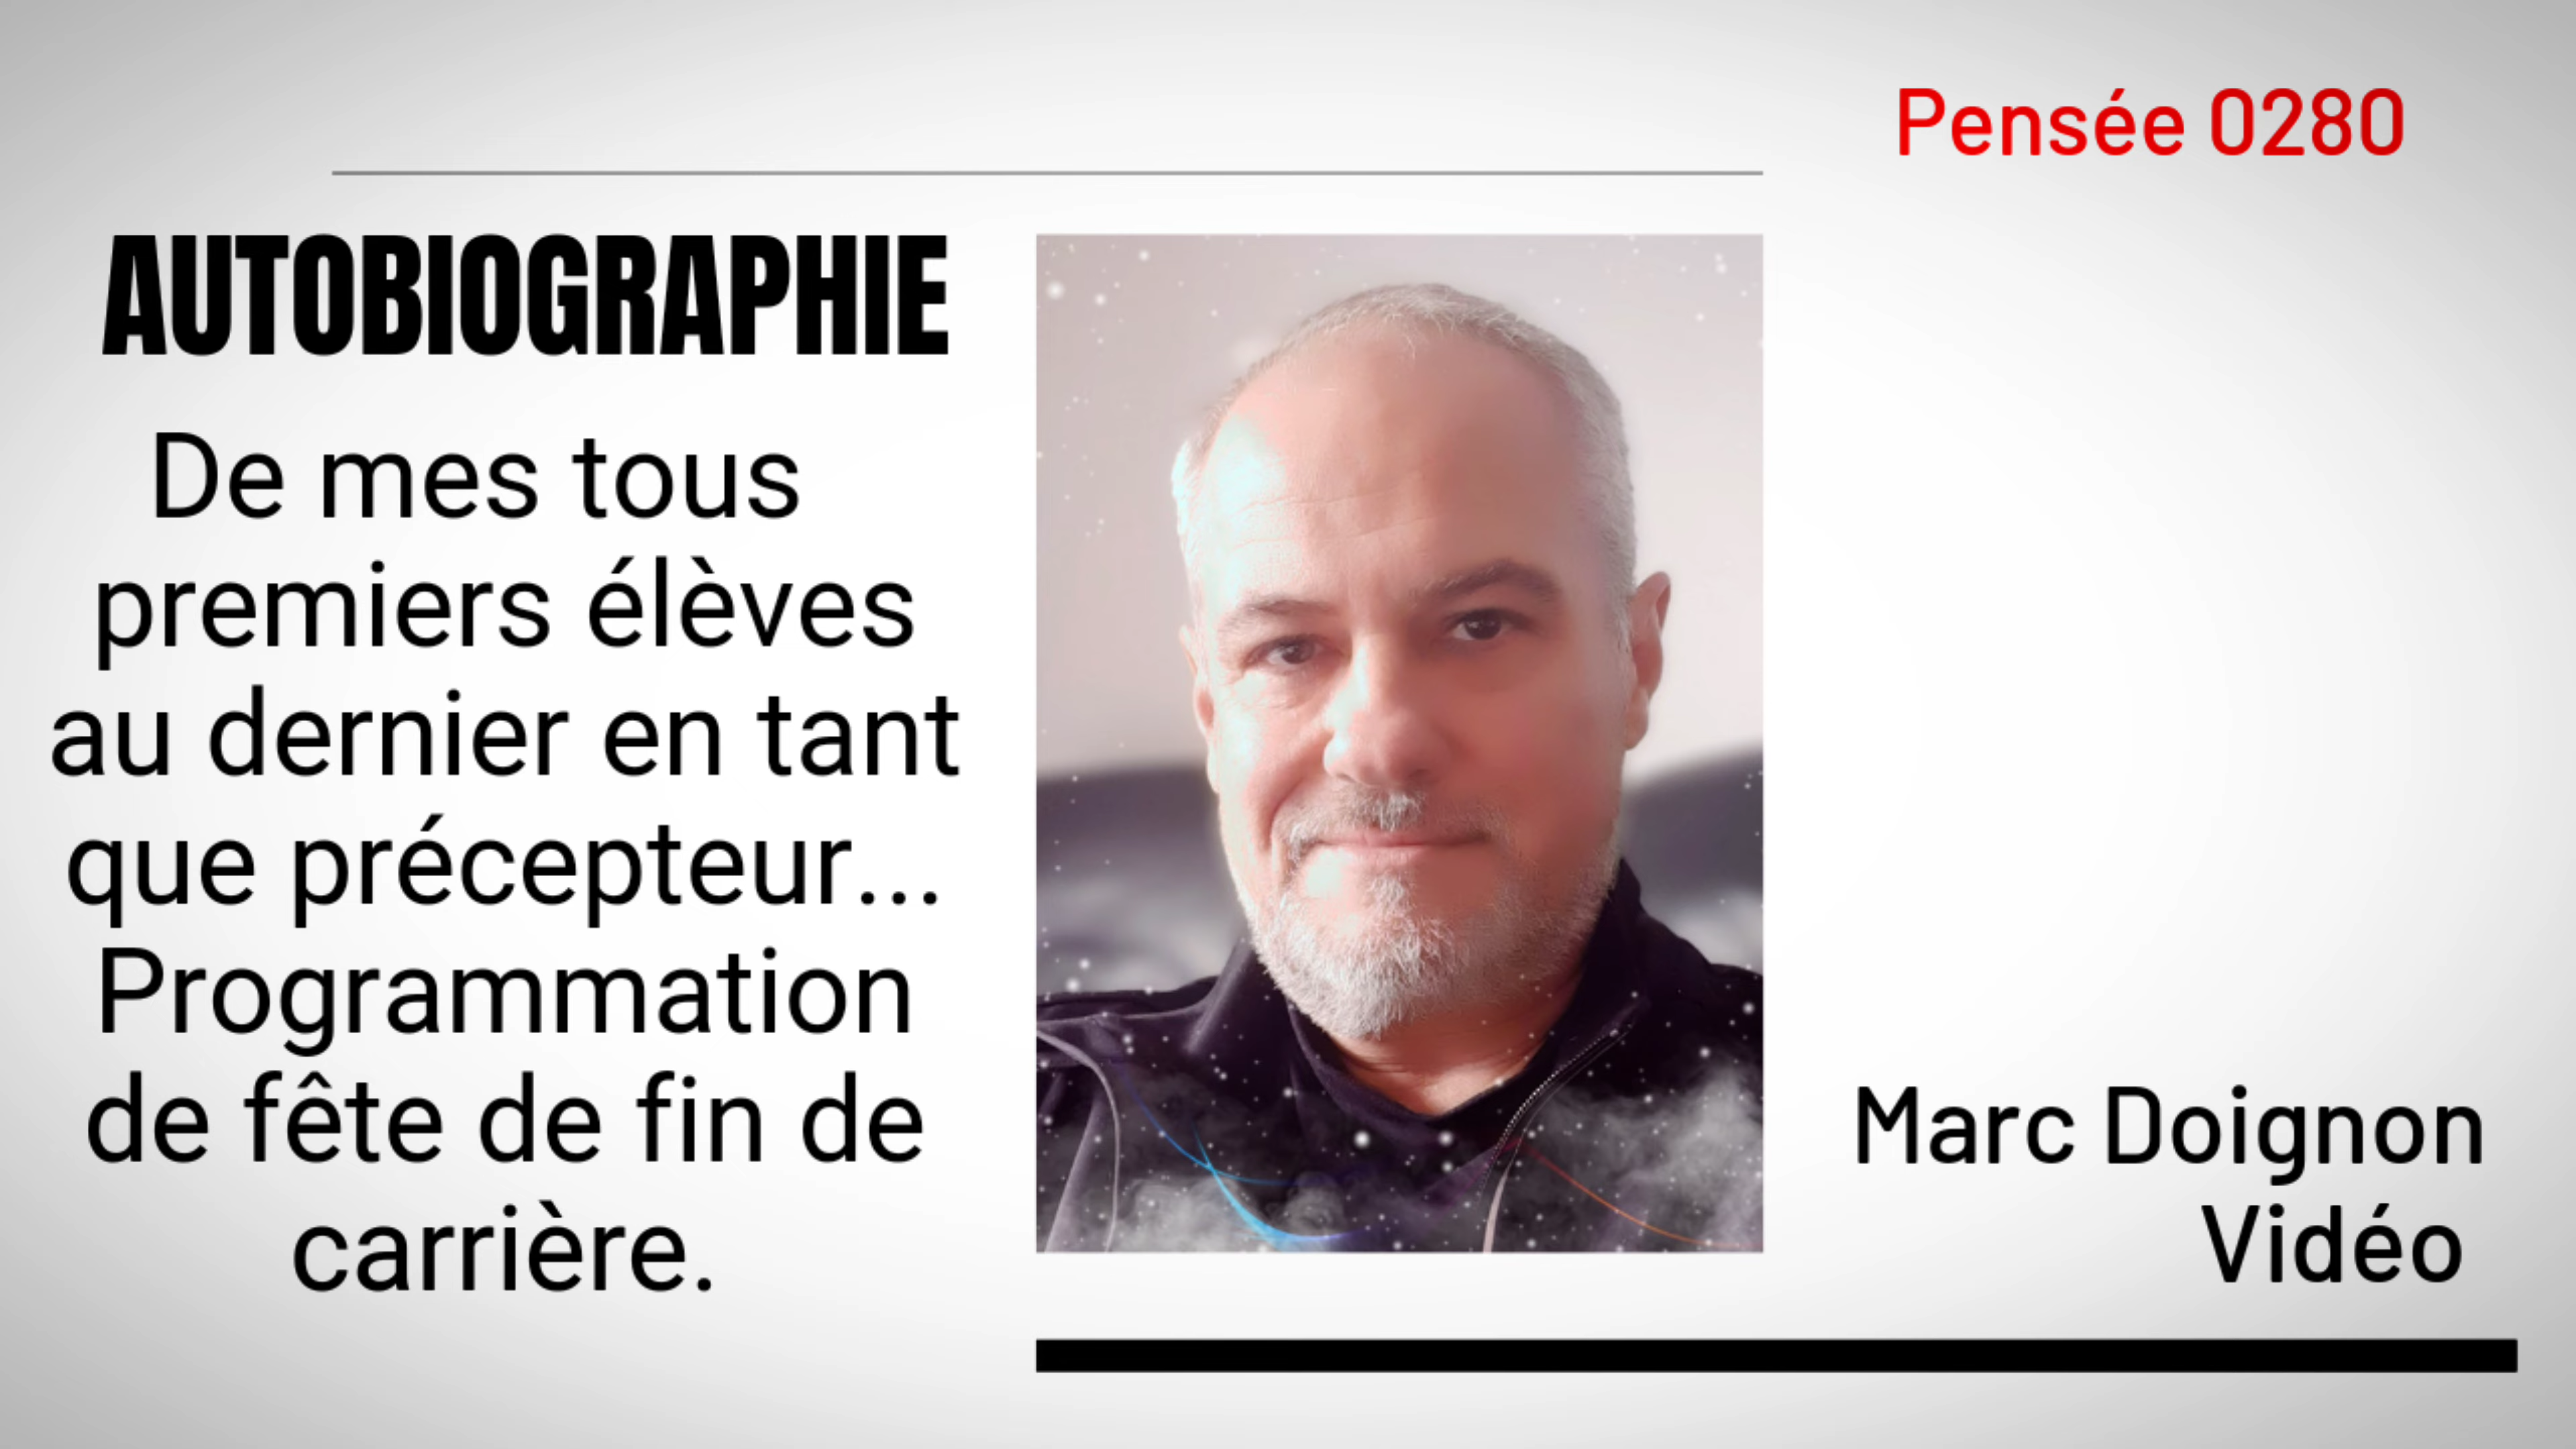 Pensée 0280
AUTOBIOGRAPHIE
De mes tous
premiers élèves
au dernier en tant
que précepteur...
Programmation
de fête de fin de
carrière.
Marc Doignon
Vidéo